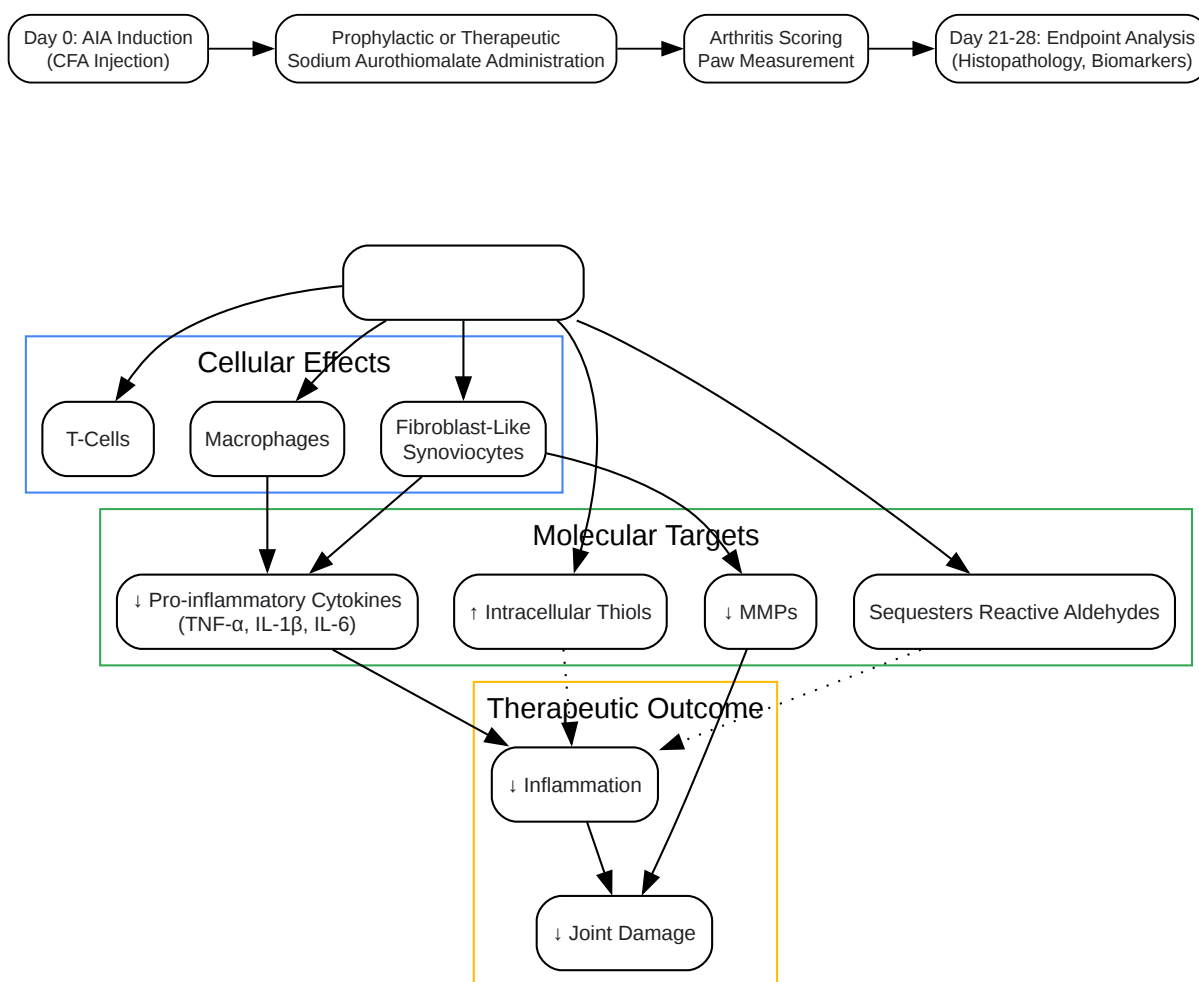 Day 0: AIA Induction
(CFA Injection)
Prophylactic or Therapeutic
Sodium Aurothiomalate Administration
Arthritis Scoring
Paw Measurement
Day 21-28: Endpoint Analysis
(Histopathology, Biomarkers)
Cellular Effects
T-Cells
Macrophages
Fibroblast-Like
Synoviocytes
Molecular Targets
↓ Pro-inflammatory Cytokines
(TNF-α, IL-1β, IL-6)
↑ Intracellular Thiols
↓ MMPs
Sequesters Reactive Aldehydes
Therapeutic Outcome
↓ Inflammation
↓ Joint Damage